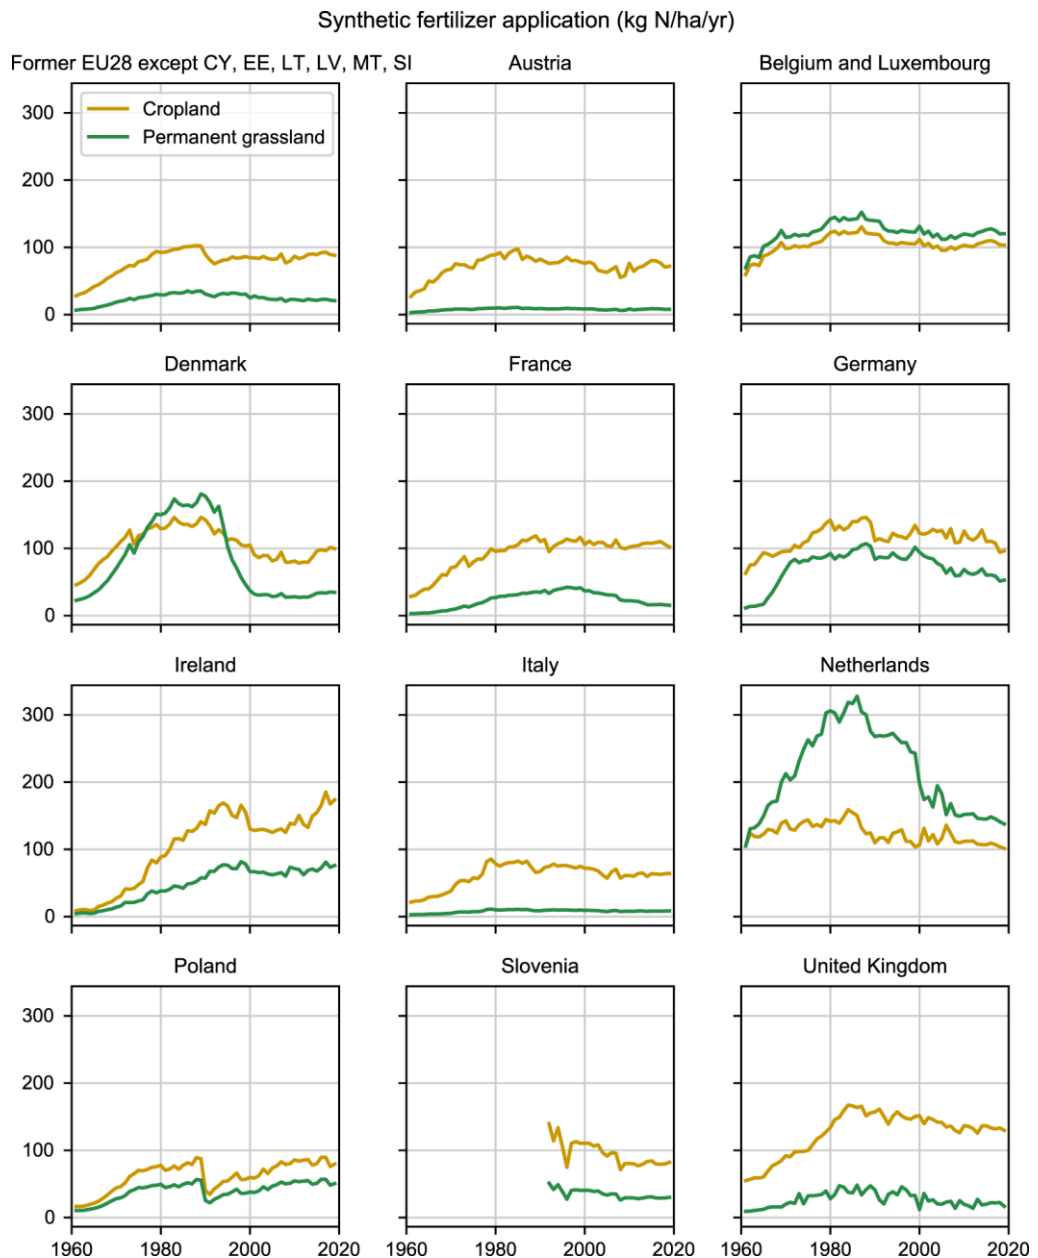 Synthetic fertilizer application (kg N/ha/yr)
Former EU28 except CY, EE, LT, LV, MT, SI
Austria
Belgium and Luxembourg
300
200
100
0
Cropland
Permanent grassland
Denmark
France
Germany
300
200
100
0
Ireland
Italy
Netherlands
300
200
100
0
Poland
Slovenia
United Kingdom
300
200
100
0
1960 1980 2000 2020 1960 1980 2000 2020 1960 1980 2000 2020